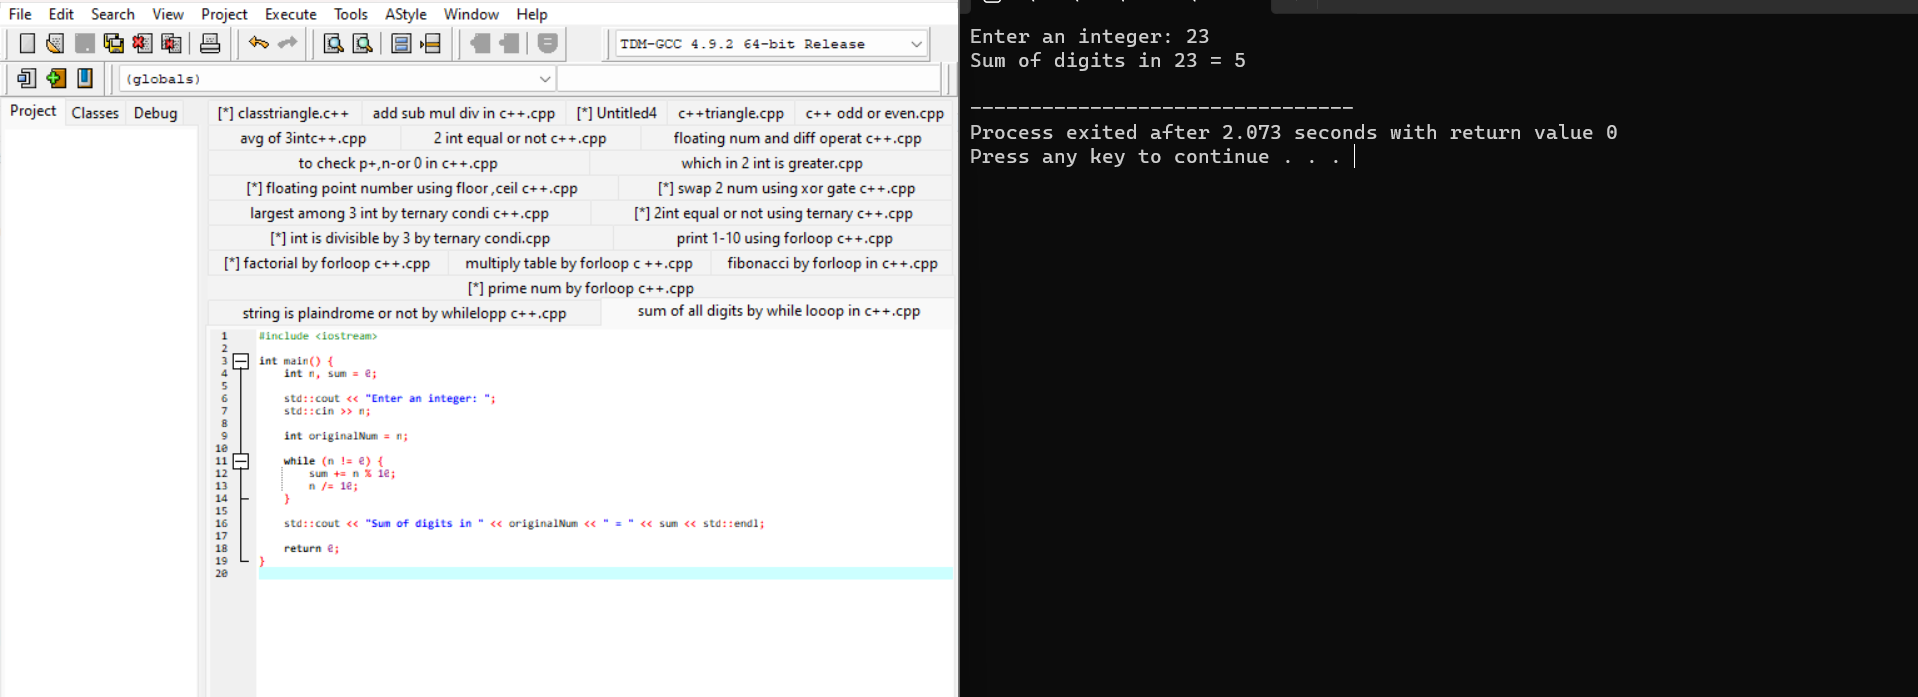 File Edit Search View Project Execute Tools AStyle Window Help
TDM-GCC 4.9.2 64-bit Release
(globals)
Project Classes Debug
[*] classtriangle.c++ add sub mul div in c++.cpp [*] Untitled4 c++triangle.cpp c++ odd or even.cpp
avg of 3intc++.cpp 2 int equal or not c++.cpp floating num and diff operat c++.cpp
to check p+,n-or 0 in c++.cpp which in 2 int is greater.cpp
[*] floating point number using floor ,ceil c++.cpp [*] swap 2 num using xor gate c++.cpp
largest among 3 int by ternary condi c++.cpp [*] 2int equal or not using ternary c++.cpp
[*] int is divisible by 3 by ternary condi.cpp print 1-10 using forloop c++.cpp
[*] factorial by forloop c++.cpp multiply table by forloop c ++.cpp fibonacci by forloop in c++.cpp
[*] prime num by forloop c++.cpp
string is plaindrome or not by whilelopp c++.cpp sum of all digits by while looop in c++.cpp
1 #include <iostream>
2
3 int main() {
4 int n, sum = 0;
5
6 std::cout << "Enter an integer: ";
7 std::cin >> n;
8
9 int originalNum = n;
10
11 while (n != 0) {
12 sum += n % 10;
13 n /= 10;
14 }
15
16 std::cout << "Sum of digits in " << originalNum << " = " << sum << std::endl;
17
18 return 0;
19 }
20
Enter an integer: 23
Sum of digits in 23 = 5
--------------------------------
Process exited after 2.073 seconds with return value 0
Press any key to continue . . .